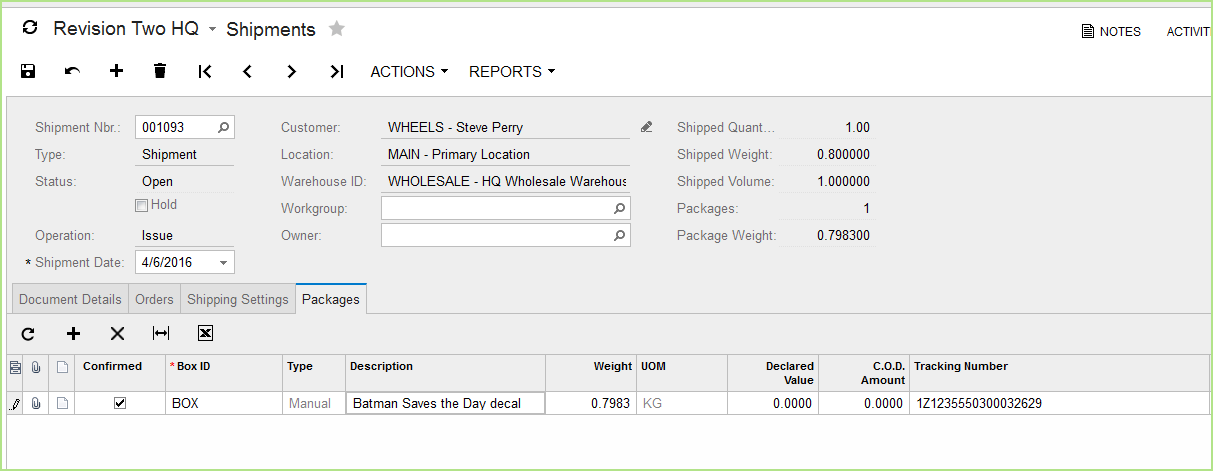 Revision Two HQ Shipments NOTES ACTIVIT
ACTIONS REPORTS
Shipment Nbr.: 001093 Customer: WHEELS - Steve Perry Shipped Quant... 1.00
Type: Shipment Location: MAIN - Primary Location Shipped Weight: 0.800000
Status: Open Warehouse ID: WHOLESALE - HQ Wholesale Warehous Shipped Volume: 1.000000
Hold Workgroup: Packages: 1
Operation: Issue Owner: Package Weight: 0.798300
* Shipment Date: 4/6/2016
Document Details Orders Shipping Settings Packages
Confirmed * Box ID Type Description Weight UOM Declared Value C.O.D. Amount Tracking Number
BOX Manual Batman Saves the Day decal 0.7983 KG 0.0000 0.0000 1Z1235550300032629